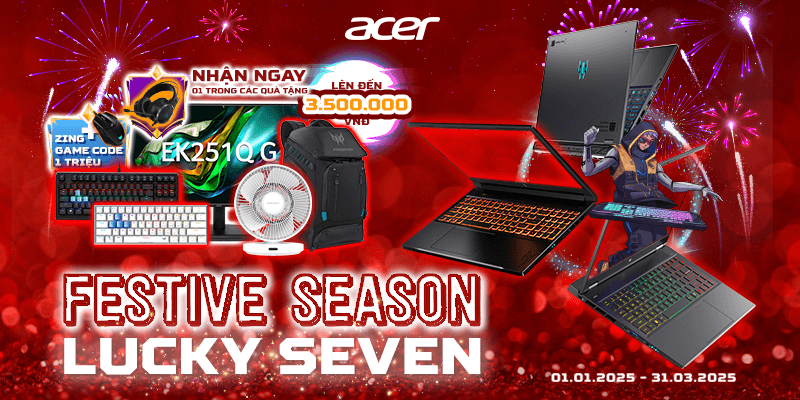 acer
NHẬN NGAY
01 TRONG CÁC QUÀ TẶNG
LÊN ĐẾN
3.500.000
VNĐ
ZING
GAME CODE
1 TRIỆU
EK251Q G
PREDATOR
FESTIVE SEASON
LUCKY SEVEN
01.01.2025 - 31.03.2025